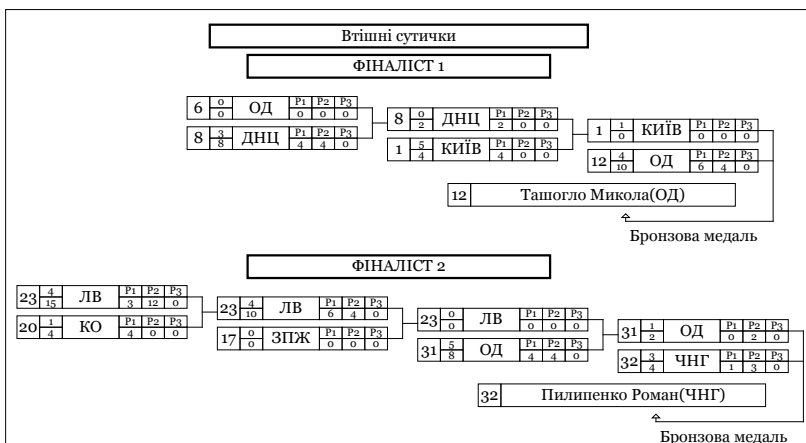 Втішні сутички
ФІНАЛІСТ 1
6 0 0 ОД P1 P2 P3 0 0 0
8 3 8 ДНЦ P1 P2 P3 4 4 0
8 0 2 ДНЦ P1 P2 P3 2 0 0
1 5 4 КИЇВ P1 P2 P3 4 0 0
1 1 0 КИЇВ P1 P2 P3 0 0 0
12 4 10 ОД P1 P2 P3 6 4 0
12 Ташогло Микола(ОД)
Бронзова медаль
ФІНАЛІСТ 2
23 4 15 ЛВ P1 P2 P3 3 12 0
20 1 4 КО P1 P2 P3 4 0 0
23 4 10 ЛВ P1 P2 P3 6 4 0
17 0 0 ЗПЖ P1 P2 P3 0 0 0
23 0 0 ЛВ P1 P2 P3 0 0 0
31 5 8 ОД P1 P2 P3 4 4 0
31 1 2 ОД P1 P2 P3 0 2 0
32 3 4 ЧНГ P1 P2 P3 1 3 0
32 Пилипенко Роман(ЧНГ)
Бронзова медаль